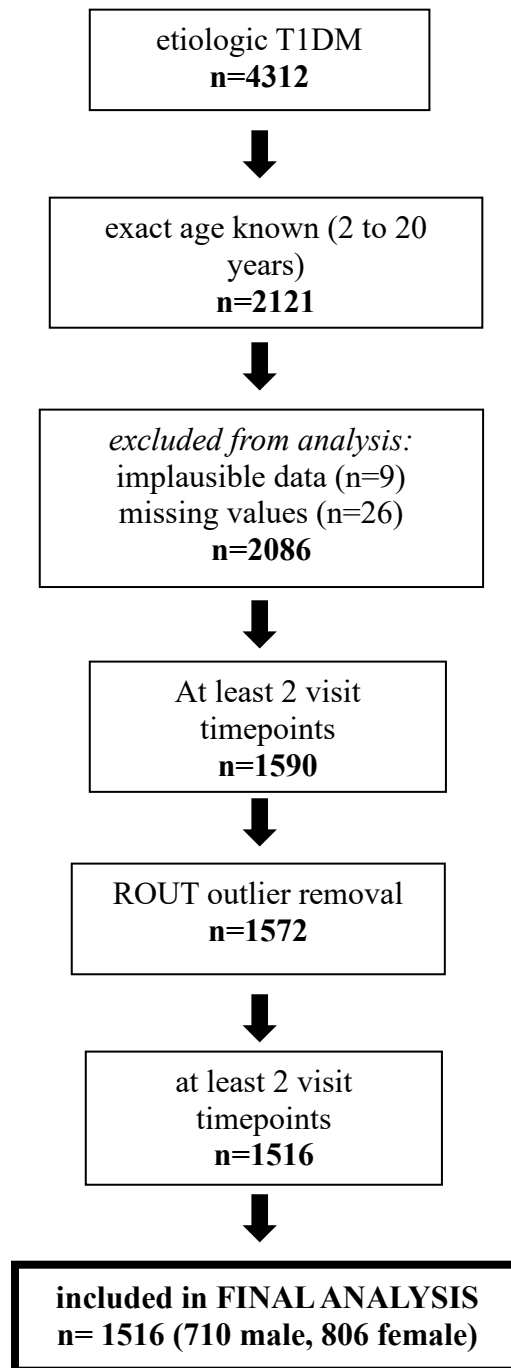 etiologic T1DM
n=4312
exact age known (2 to 20
years)
n=2121
excluded from analysis:
implausible data (n=9)
missing values (n=26)
n=2086
At least 2 visit
timepoints
n=1590
ROUT outlier removal
n=1572
at least 2 visit
timepoints
n=1516
included in FINAL ANALYSIS
n= 1516 (710 male, 806 female)